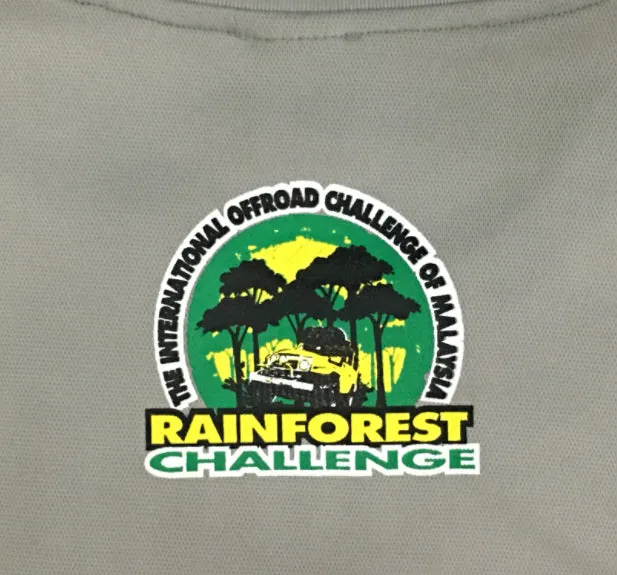 THE INTERNATIONAL OFFROAD CHALLENGE OF MALAYSIA
RAINFOREST
CHALLENGE